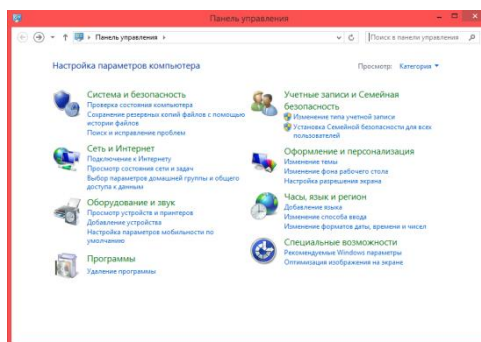 Панель управления
Панель управления
Поиск в панели управления
Настройка параметров компьютера
Просмотр: Категория
Система и безопасность
Проверка состояния компьютера
Сохранение резервных копий файлов с помощью
истории файлов
Поиск и исправление проблем
Сеть и Интернет
Подключение к Интернету
Просмотр состояния сети и задач
Выбор параметров домашней группы и общего
доступа к данным
Оборудование и звук
Просмотр устройств и принтеров
Добавление устройства
Настройка параметров мобильности по
умолчанию
Программы
Удаление программы
Учетные записи и Семейная
безопасность
Изменение типа учетной записи
Установка Семейной безопасности для всех
пользователей
Оформление и персонализация
Изменение темы
Изменение фона рабочего стола
Настройка разрешения экрана
Часы, язык и регион
Добавление языка
Изменение способа ввода
Изменение форматов даты, времени и чисел
Специальные возможности
Рекомендуемые Windows параметры
Оптимизация изображения на экране